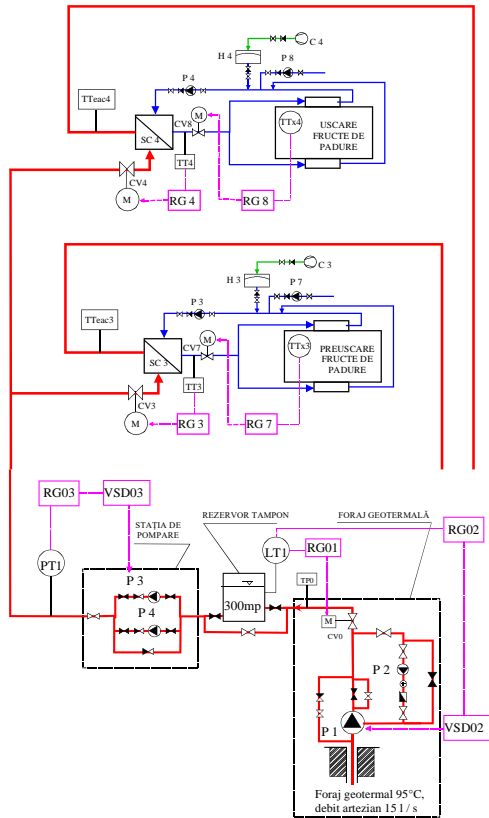 C 4
H 4
P 8
P 4
TTeac4
M
CV8
TTx4
USCARE
FRUCTE DE
PADURE
SC 4
TT4
CV4
M
RG 4
RG 8
C 3
H 3
P 7
P 3
TTeac3
M
CV7
TTx3
PREUSCARE
FRUCTE DE
PADURE
SC 3
TT3
CV3
M
RG 3
RG 7
RG03
VSD03
REZERVOR TAMPON
FORAJ GEOTERMALĂ
STAŢIA DE
POMPARE
RG02
LT1
RG01
PT1
P 3
P 4
300mp
TP0
M
CV0
P 2
P 1
VSD02
Foraj geotermal 95°C,
debit artezian 15 l / s